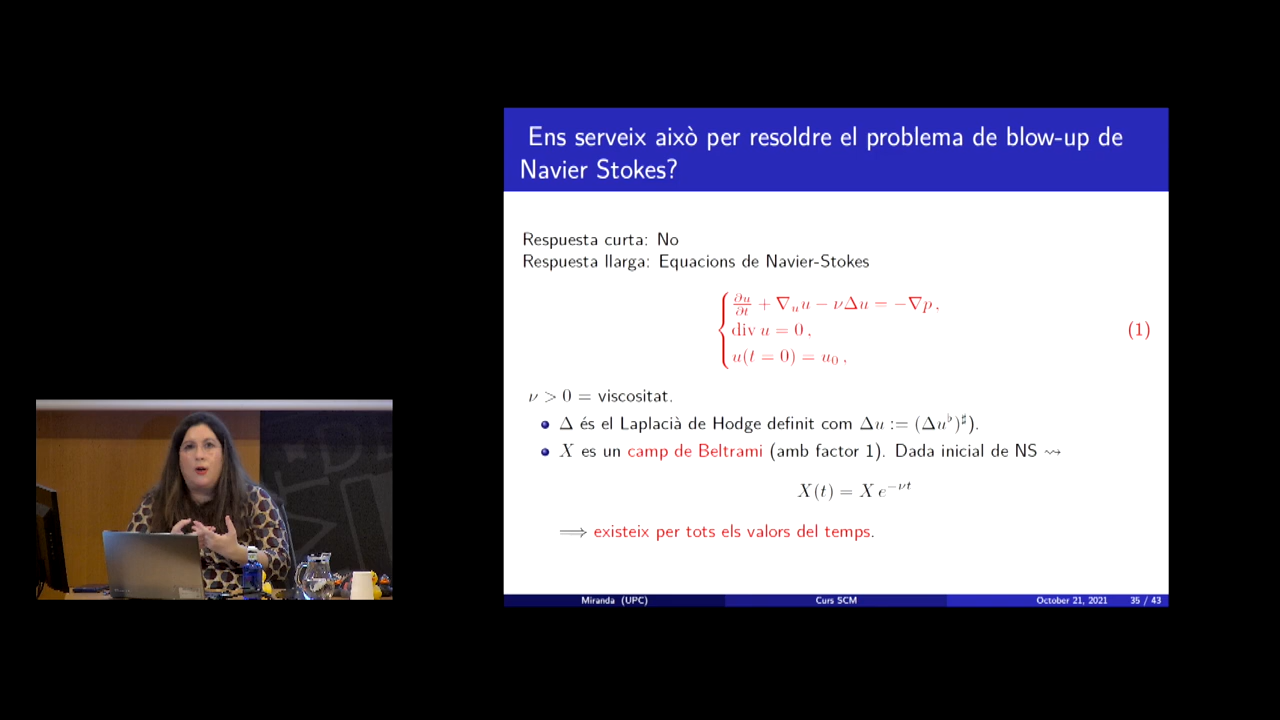 Ens serveix això per resoldre el problema de blow-up de
Navier Stokes?
Respuesta curta: No
Respuesta llarga: Equacions de Navier-Stokes
∂u/∂t + ∇ᵤu − νΔu = −∇p ,
div u = 0 ,
u(t = 0) = u₀ ,
(1)
ν > 0 = viscositat.
Δ és el Laplacià de Hodge definit com Δu := (Δu♭)♯).
X es un camp de Beltrami (amb factor 1). Dada inicial de NS ⇝
X(t) = X e^{−νt}
⟹ existeix per tots els valors del temps.
Miranda (UPC) Curs SCM October 21, 2021 35 / 43